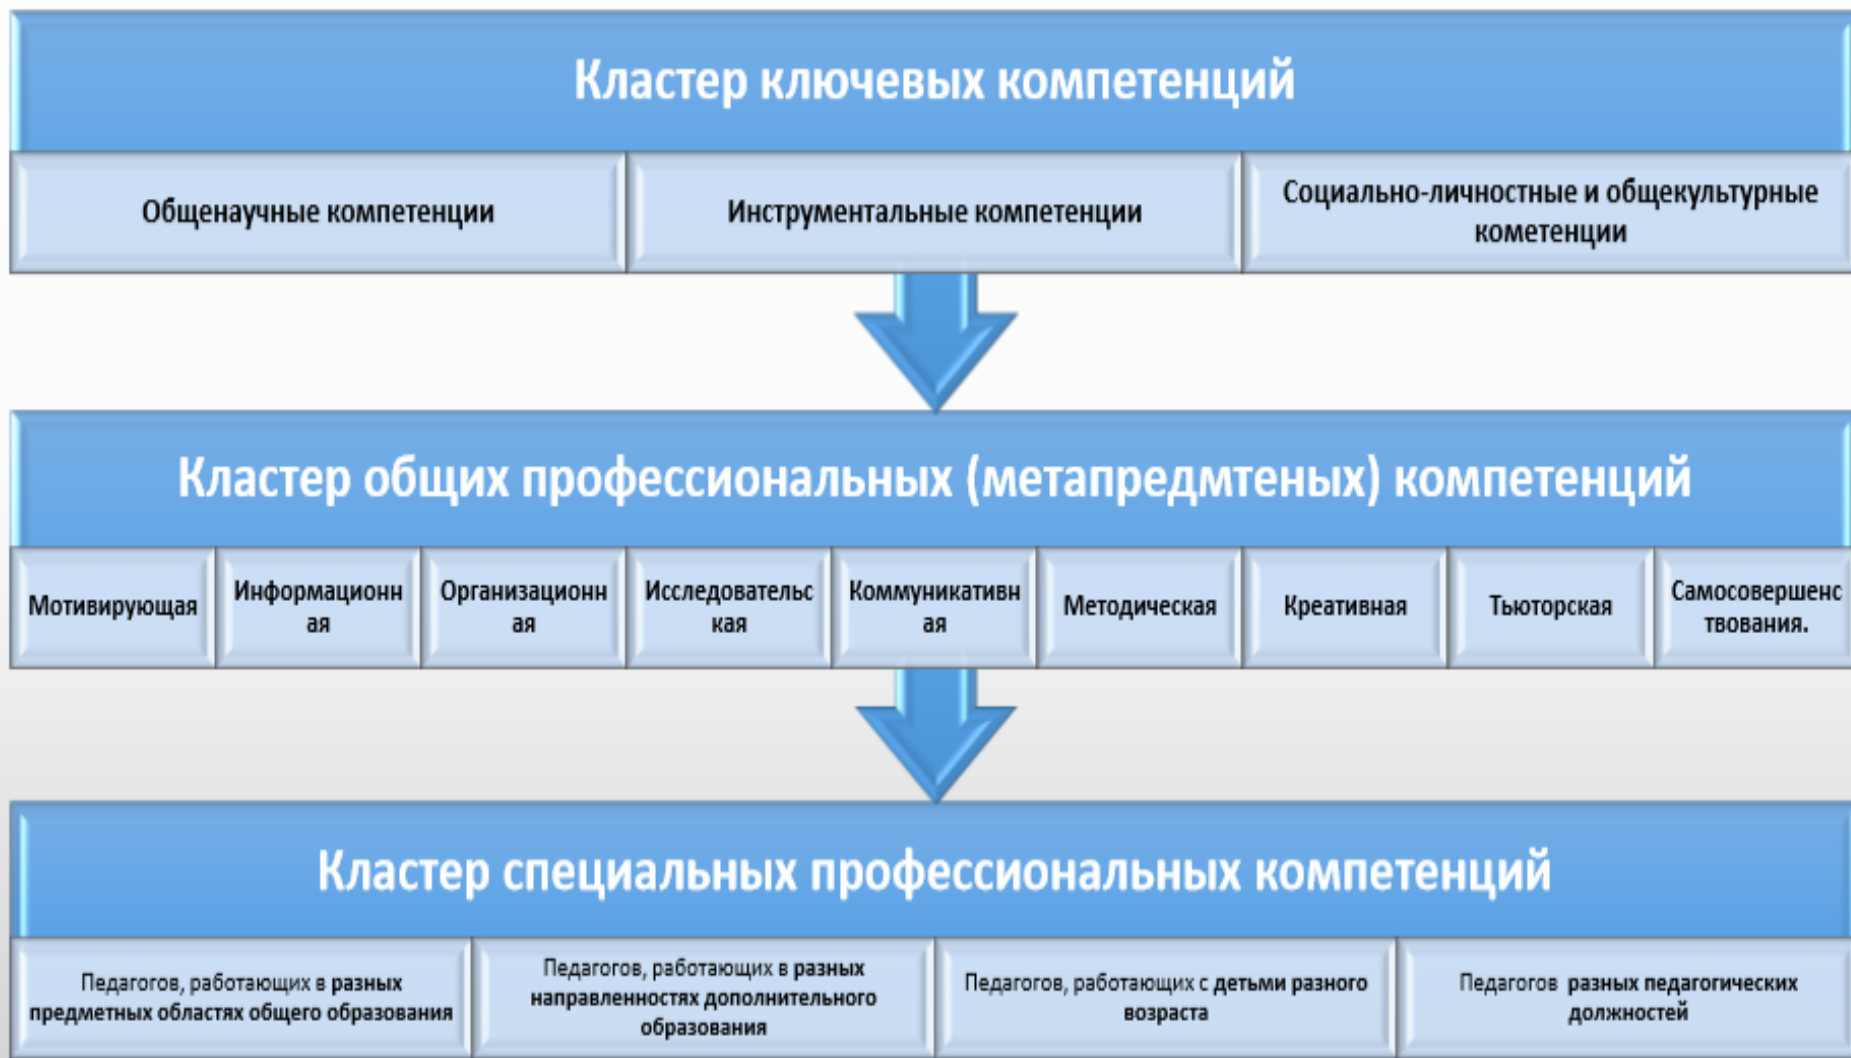 Кластер ключевых компетенций
Общенаучные компетенции
Инструментальные компетенции
Социально-личностные и общекультурные
кометенции
Кластер общих профессиональных (метапредмтеных) компетенций
Мотивирующая
Информационн
ая
Организационн
ая
Исследовательс
кая
Коммуникативн
ая
Методическая
Креативная
Тьюторская
Самосовершенс
твования.
Кластер специальных профессиональных компетенций
Педагогов, работающих в разных
предметных областях общего образования
Педагогов, работающих в разных
направленностях дополнительного
образования
Педагогов, работающих с детьми разного
возраста
Педагогов разных педагогических
должностей